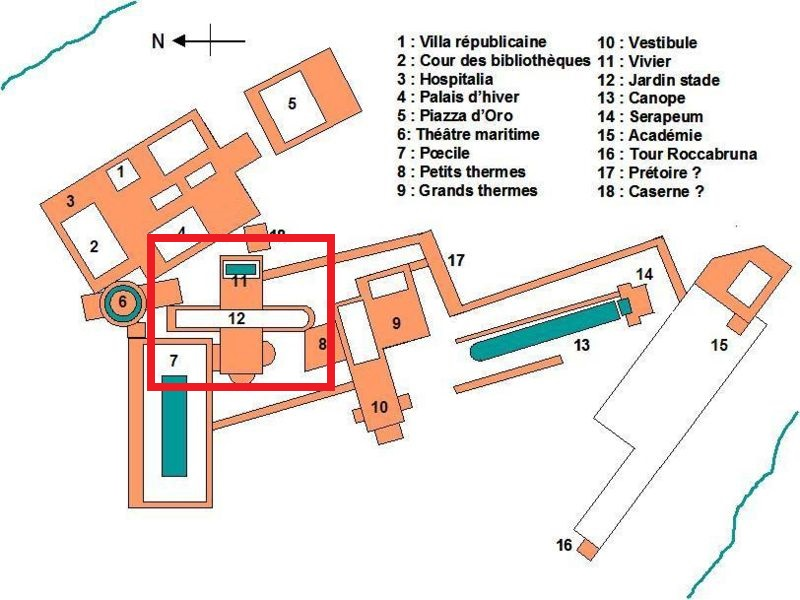 N
1 : Villa républicaine
2 : Cour des bibliothèques
3 : Hospitalia
4 : Palais d'hiver
5 : Piazza d'Oro
6: Théâtre maritime
7 : Pœcile
8 : Petits thermes
9 : Grands thermes
10 : Vestibule
11 : Vivier
12 : Jardin stade
13 : Canope
14 : Serapeum
15 : Académie
16 : Tour Roccabruna
17 : Prétoire ?
18 : Caserne ?
5
1
3
4
2
18
17
14
11
6
12
9
8
13
15
7
10
16